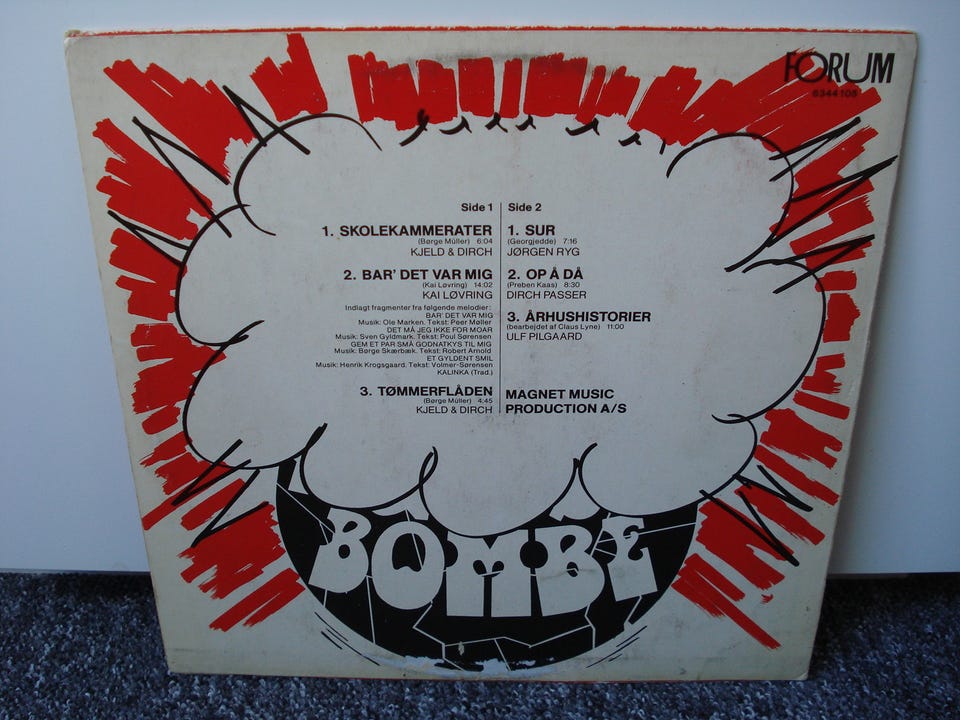 FORUM
6344 108
Side 1
1. SKOLEKAMMERATER
(Børge Müller) 6:04
KJELD & DIRCH
2. BAR' DET VAR MIG
(Kai Løvring) 14:02
KAI LØVRING
Indlagt fragmenter fra følgende melodier:
BAR' DET VAR MIG
Musik: Ole Marken. Tekst: Peer Møller
DET MÅ JEG IKKE FOR MOAR
Musik: Sven Gyldmark. Tekst: Poul Sørensen
GEM ET PAR SMÅ GODNATKYS TIL MIG
Musik: Børge Skærbæk. Tekst: Robert Arnold
ET GYLDENT SMIL
Musik: Henrik Krogsgaard. Tekst: Volmer-Sørensen
KALINKA (Trad.)
3. TØMMERFLÅDEN
(Børge Müller) 4:45
KJELD & DIRCH
Side 2
1. SUR
(Georgjedde) 7:16
JØRGEN RYG
2. OP Å DÅ
(Preben Kaas) 8:30
DIRCH PASSER
3. ÅRHUSHISTORIER
(bearbejdet af Claus Lyne) 11:00
ULF PILGAARD
MAGNET MUSIC
PRODUCTION A/S
BOMBE